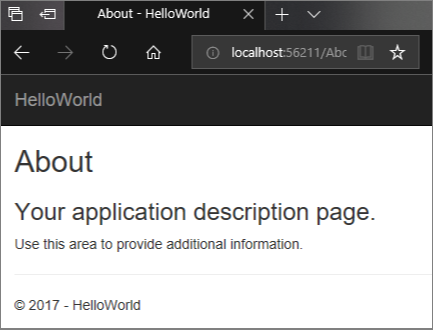 About - HelloWorld
localhost:56211/Abc
HelloWorld
About
Your application description page.
Use this area to provide additional information.
© 2017 - HelloWorld